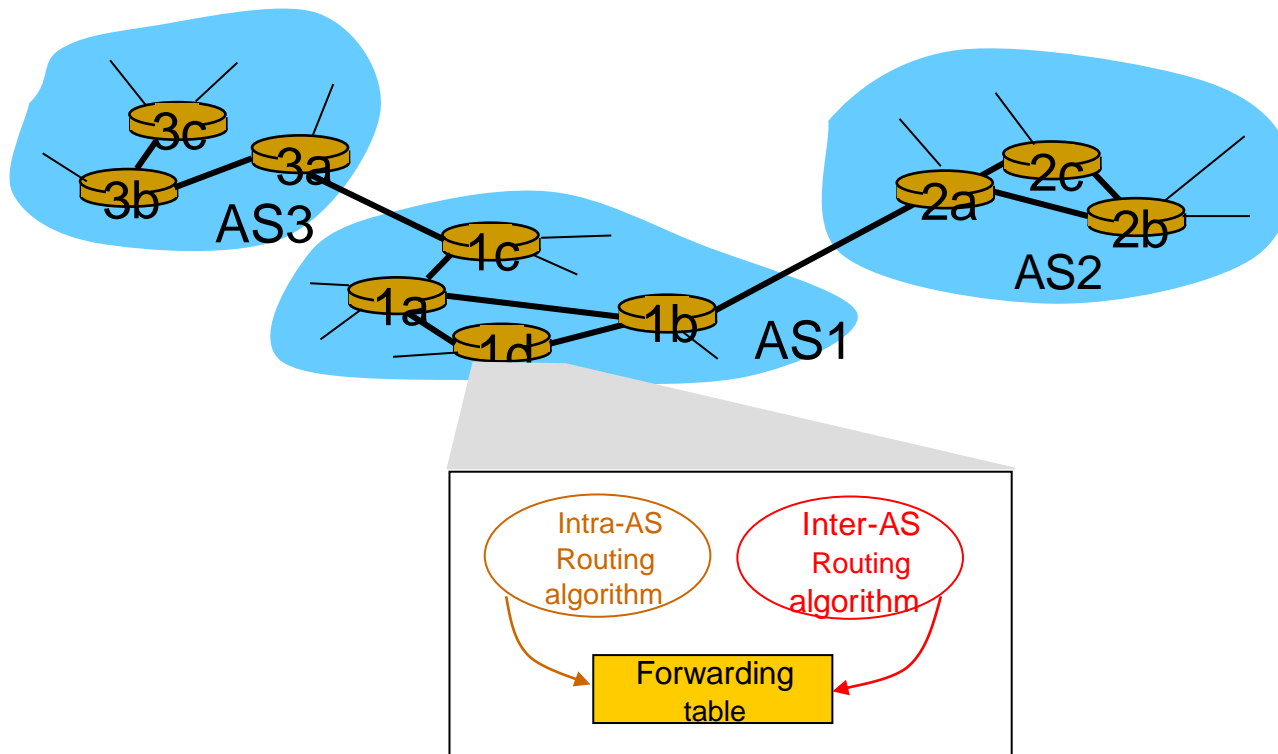 3c
3a
3b
AS3
2c
2a
2b
AS2
1c
1a
1b
1d
AS1
Intra-AS
Routing
algorithm
Inter-AS
Routing
algorithm
Forwarding
table